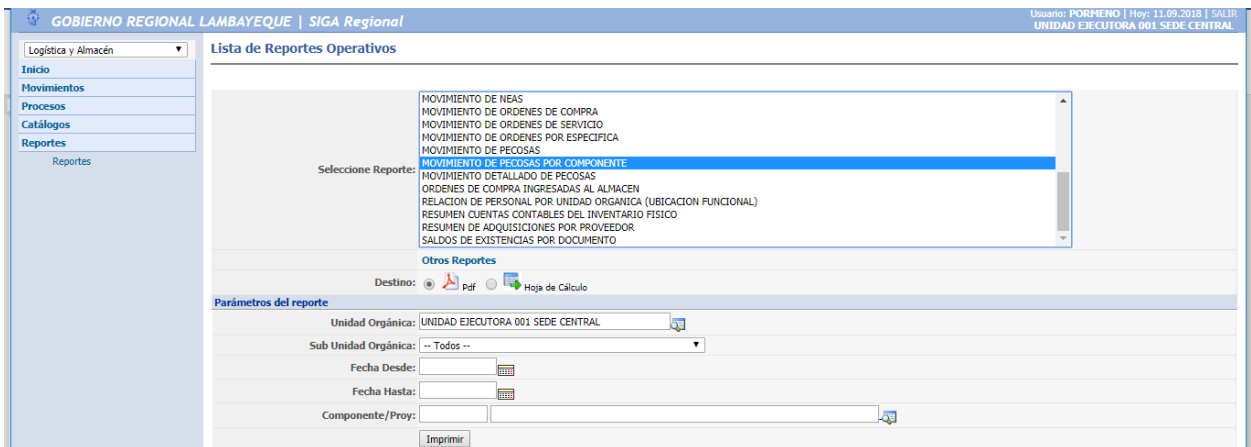 GOBIERNO REGIONAL LAMBAYEQUE | SIGA Regional
Usuario: PORMENO | Hoy: 11.09.2018 | SALIR
UNIDAD EJECUTORA 001 SEDE CENTRAL
Logística y Almacén
Inicio
Movimientos
Procesos
Catálogos
Reportes
Reportes
Lista de Reportes Operativos
Seleccione Reporte:
MOVIMIENTO DE NEAS
MOVIMIENTO DE ORDENES DE COMPRA
MOVIMIENTO DE ORDENES DE SERVICIO
MOVIMIENTO DE ORDENES POR ESPECIFICA
MOVIMIENTO DE PECOSAS
MOVIMIENTO DE PECOSAS POR COMPONENTE
MOVIMIENTO DETALLADO DE PECOSAS
ORDENES DE COMPRA INGRESADAS AL ALMACEN
RELACION DE PERSONAL POR UNIDAD ORGANICA (UBICACION FUNCIONAL)
RESUMEN CUENTAS CONTABLES DEL INVENTARIO FISICO
RESUMEN DE ADQUISICIONES POR PROVEEDOR
SALDOS DE EXISTENCIAS POR DOCUMENTO
Otros Reportes
Destino: Pdf Hoja de Cálculo
Parámetros del reporte
Unidad Orgánica: UNIDAD EJECUTORA 001 SEDE CENTRAL
Sub Unidad Orgánica: -- Todos --
Fecha Desde:
Fecha Hasta:
Componente/Proy:
Imprimir